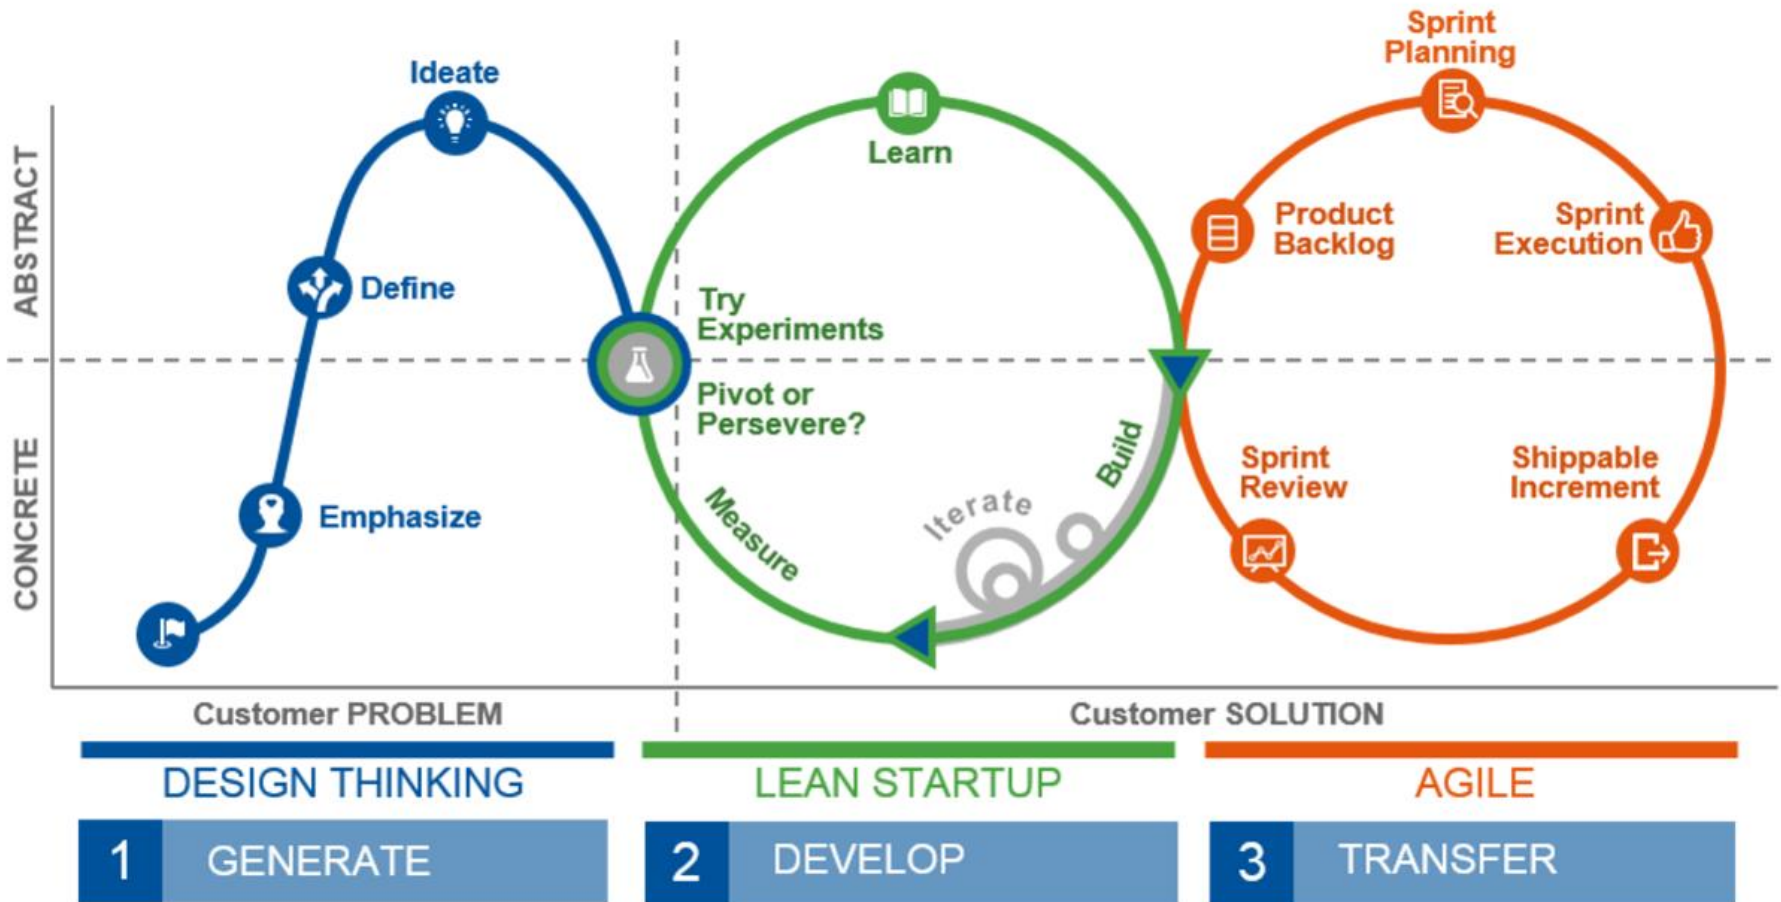 ABSTRACT
CONCRETE
Ideate
Define
Emphasize
Learn
Try
Experiments
Pivot or
Persevere?
Measure
Iterate
Build
Sprint
Planning
Product
Backlog
Sprint
Execution
Sprint
Review
Shippable
Increment
Customer PROBLEM
Customer SOLUTION
DESIGN THINKING
LEAN STARTUP
AGILE
1 GENERATE
2 DEVELOP
3 TRANSFER